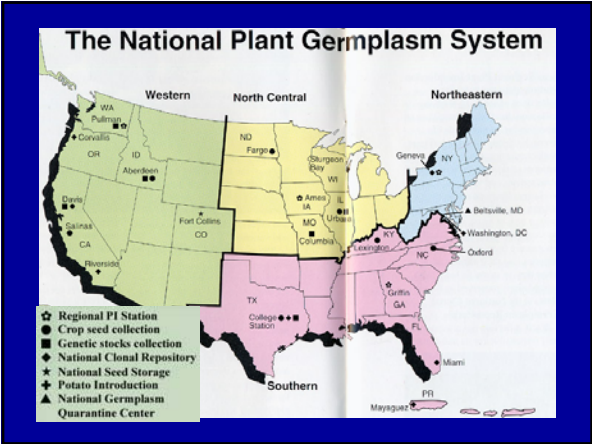 The National Plant Germplasm System
Western
North Central
Northeastern
WA
Pullman
Corvallis
OR
ID
Aberdeen
Davis
Salinas
CA
Riverside
Fort Collins
CO
ND
Fargo
Sturgeon
Bay
WI
Ames
IA
IL
Urbana
MO
Columbia
Geneva
NY
Beltsville, MD
Washington, DC
KY
Lexington
NC
Oxford
TX
College
Station
Griffin
GA
FL
Miami
Southern
PR
Mayaguez
Regional PI Station
Crop seed collection
Genetic stocks collection
National Clonal Repository
National Seed Storage
Potato Introduction
National Germplasm
Quarantine Center